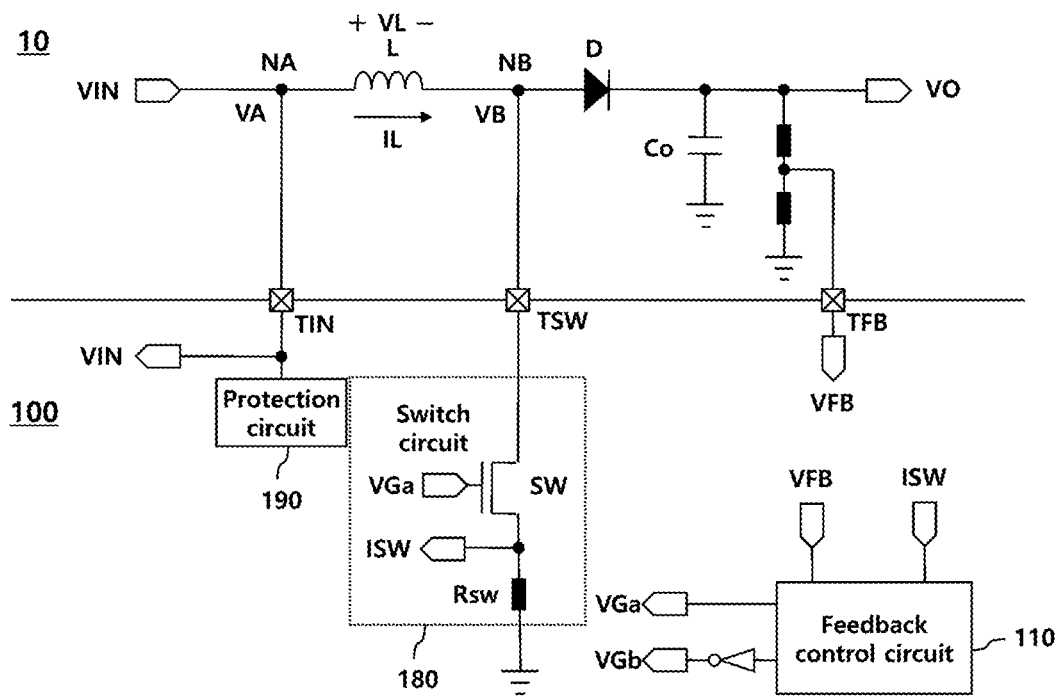 10
+ VL −
L
NA
NB
D
VIN
VA
VB
VO
IL
Co
TIN
TSW
TFB
VIN
VFB
100
Protection
circuit
190
Switch
circuit
VGa
SW
ISW
Rsw
180
VFB
ISW
VGa
VGb
Feedback
control circuit
110